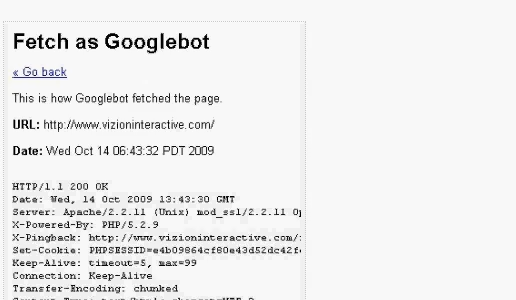 Fetch as Googlebot
« Go back
This is how Googlebot fetched the page.
URL: http://www.vizioninteractive.com/
Date: Wed Oct 14 06:43:32 PDT 2009
HTTP/1.1 200 OK
Date: Wed, 14 Oct 2009 13:43:30 GMT
Server: Apache/2.2.11 (Unix) mod_ssl/2.2.11
X-Powered-By: PHP/5.2.9
X-Pingback: http://www.vizioninteractive.com/
Set-Cookie: PHPSESSID=e4b09864cf80e43d52dc42f
Keep-Alive: timeout=5, max=99
Connection: Keep-Alive
Transfer-Encoding: chunked